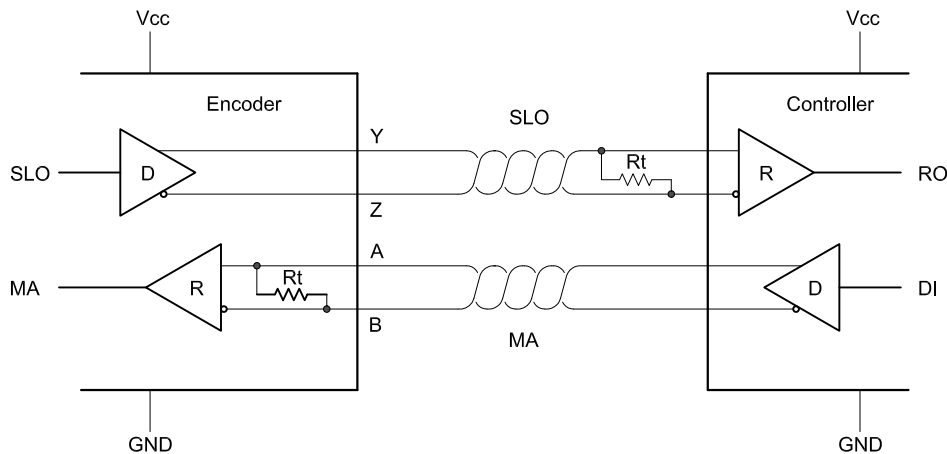 Vcc
Vcc
Encoder
Controller
SLO
Y
SLO
D
Rt
R
RO
Z
A
MA
R
Rt
D
DI
B
MA
GND
GND